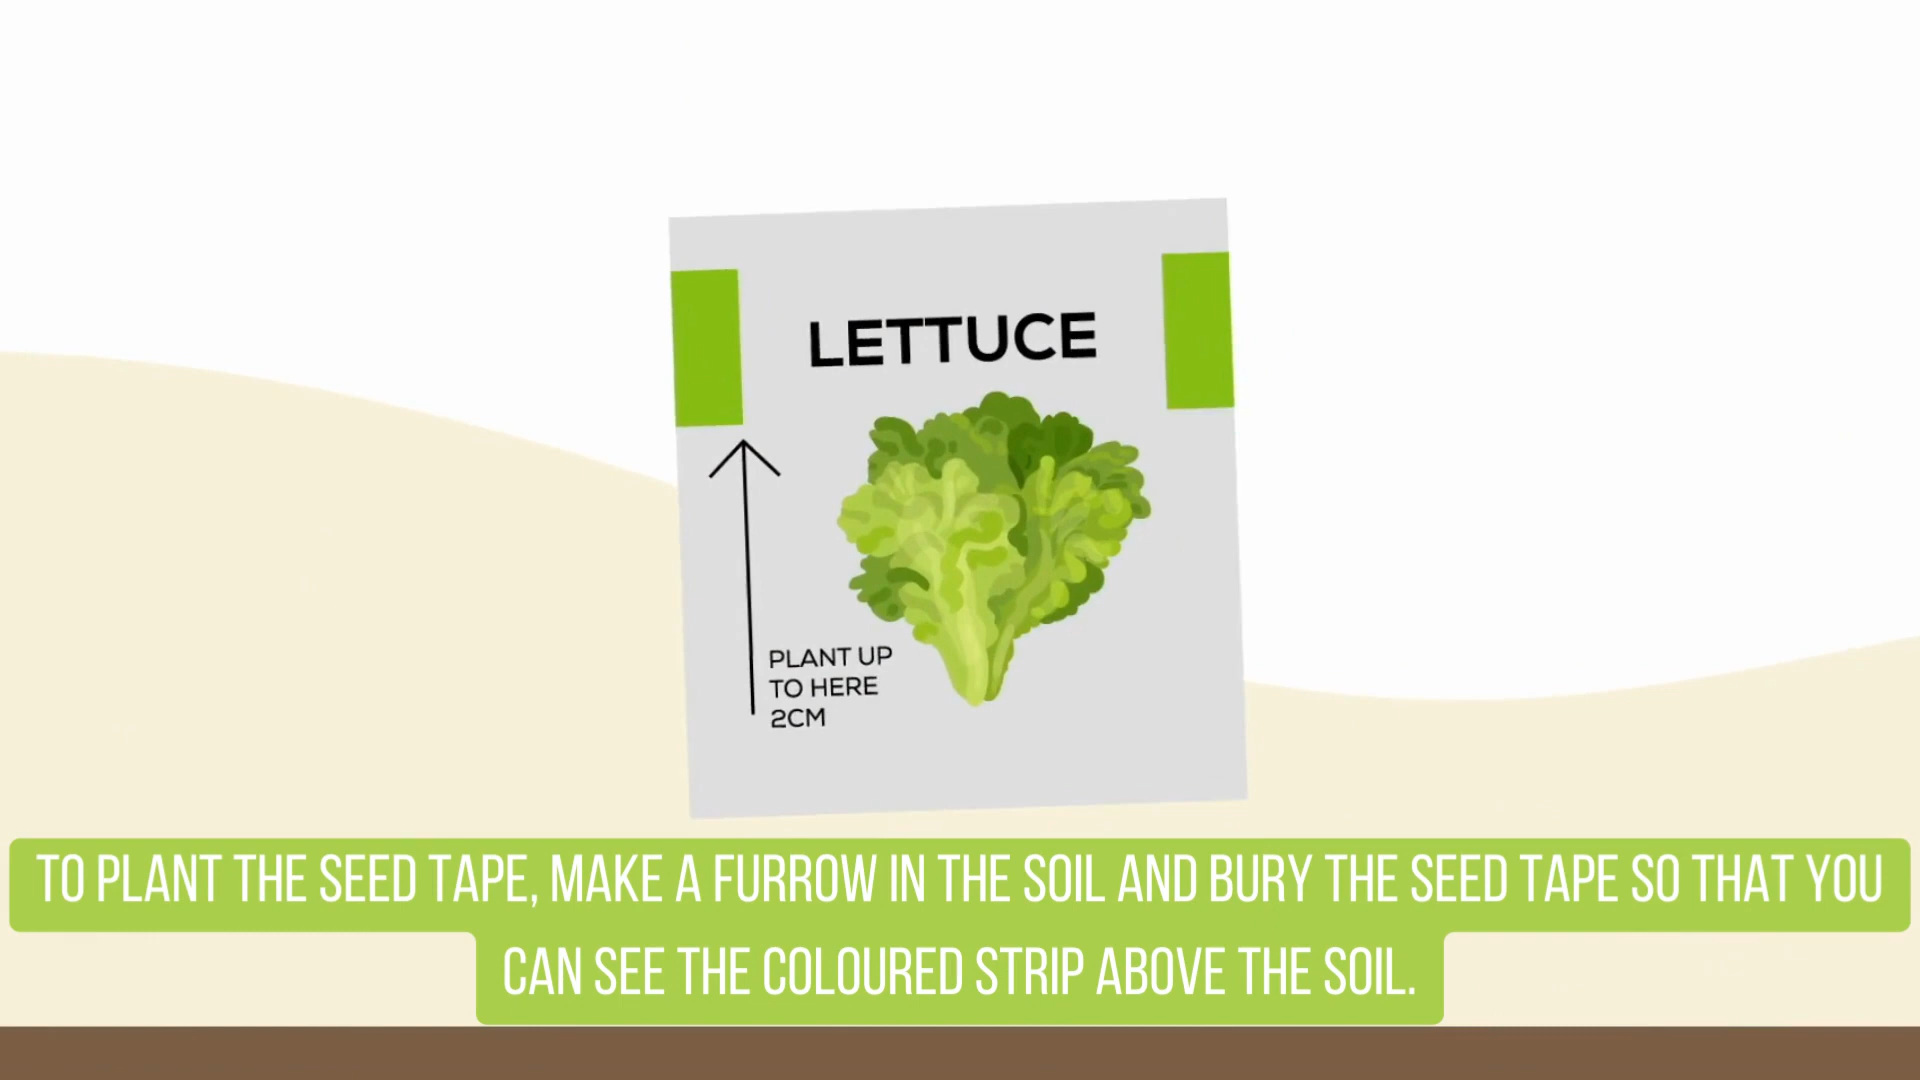 LETTUCE
PLANT UP
TO HERE
2CM
TO PLANT THE SEED TAPE, MAKE A FURROW IN THE SOIL AND BURY THE SEED TAPE SO THAT YOU
CAN SEE THE COLOURED STRIP ABOVE THE SOIL.